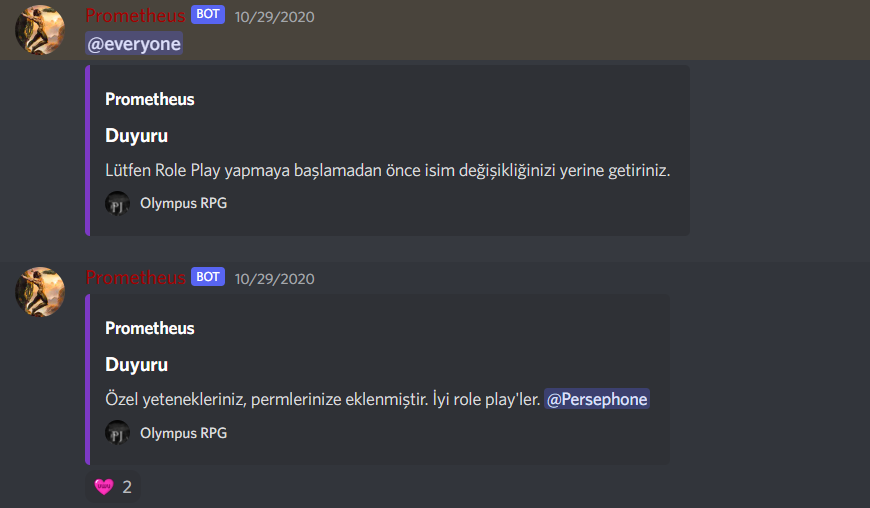 Prometheus BOT 10/29/2020
@everyone
Prometheus
Duyuru
Lütfen Role Play yapmaya başlamadan önce isim değişikliğinizi yerine getiriniz.
PJ Olympus RPG
Prometheus BOT 10/29/2020
Prometheus
Duyuru
Özel yetenekleriniz, permlerinize eklenmiştir. İyi role play'ler. @Persephone
PJ Olympus RPG
2